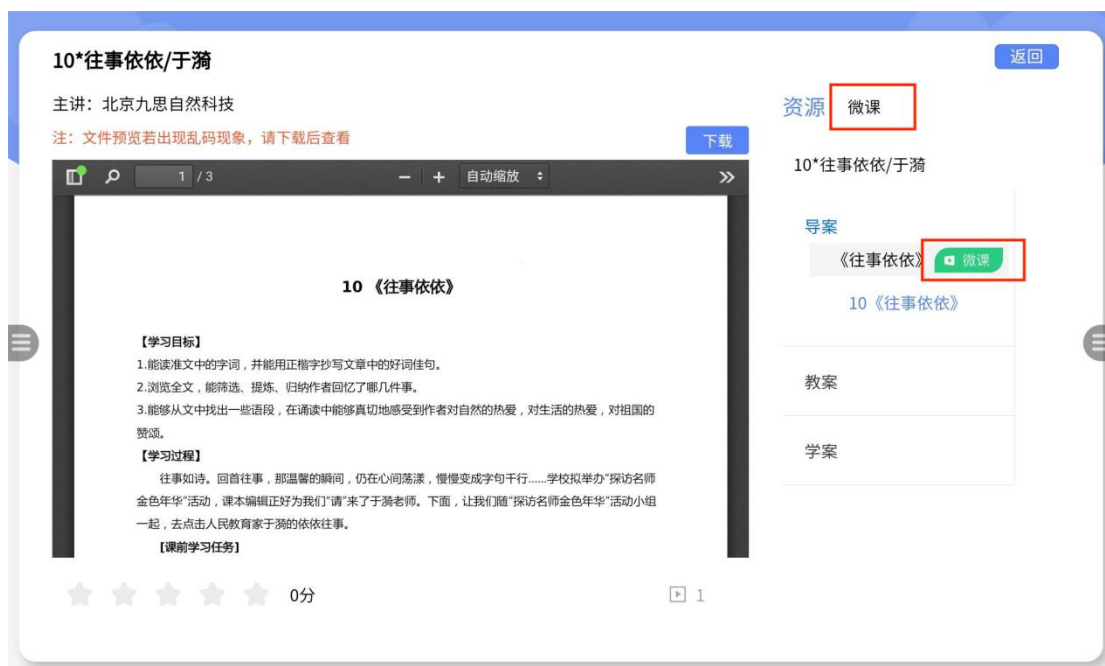 10*往事依依/于漪
返回
主讲：北京九思自然科技
资源 微课
注：文件预览若出现乱码现象，请下载后查看
下载
1 / 3
自动缩放
10*往事依依/于漪
导案
《往事依依》 微课
10《往事依依》
教案
学案
10 《往事依依》
【学习目标】
1.能读准文中的字词，并能用正楷字抄写文章中的好词佳句。
2.浏览全文，能筛选、提炼、归纳作者回忆了哪几件事。
3.能够从文中找出一些语段，在诵读中能够真切地感受到作者对自然的热爱，对生活的热爱，对祖国的
赞颂。
【学习过程】
往事如诗。回首往事，那温馨的瞬间，仍在心间荡漾，慢慢变成字句千行......学校拟举办“探访名师
金色年华”活动，课本编辑正好为我们“请”来了于漪老师。下面，让我们随“探访名师金色年华”活动小组
一起，去点击人民教育家于漪的依依往事。
[课前学习任务]
0分
1